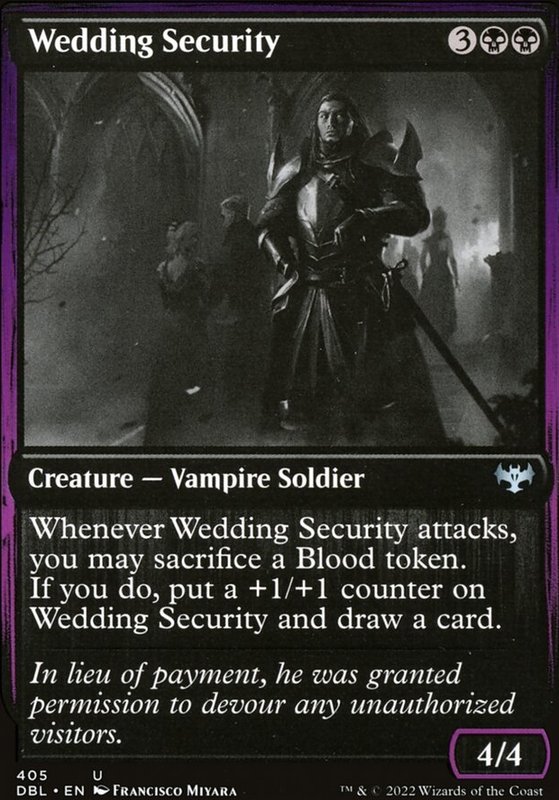 Wedding Security 3
Creature — Vampire Soldier
Whenever Wedding Security attacks,
you may sacrifice a Blood token.
If you do, put a +1/+1 counter on
Wedding Security and draw a card.
In lieu of payment, he was granted
permission to devour any unauthorized
visitors.
4/4
405 U
DBL • EN Francisco Miyara
™ & © 2022 Wizards of the Coast